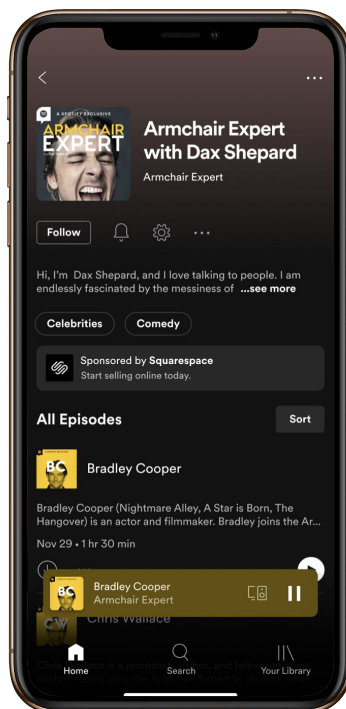 A SPOTIFY EXCLUSIVE
ARMCHAIR
EXPERT
Armchair Expert
with Dax Shepard
Armchair Expert
Follow
Hi, I'm  Dax Shepard, and I love talking to people. I am
endlessly fascinated by the messiness of  ...see more
Celebrities
Comedy
Sponsored by Squarespace
Start selling online today.
All Episodes
Sort
BC
Bradley Cooper
Bradley Cooper (Nightmare Alley, A Star is Born, The
Hangover) is an actor and filmmaker. Bradley joins the Ar...
Nov 29 • 1 hr 30 min
BC
Bradley Cooper
Armchair Expert
CW
Chris Wallace
Home
Search
Your Library